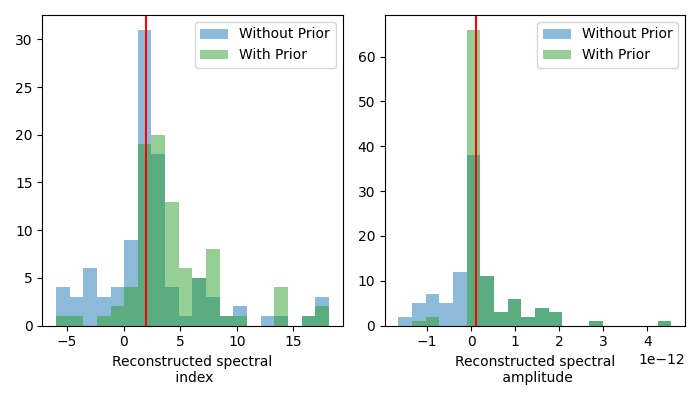 Without Prior
With Prior
30
25
20
15
10
5
0
−5
0
5
10
15
Reconstructed spectral
index
Without Prior
With Prior
60
50
40
30
20
10
0
−1
0
1
2
3
4
1e−12
Reconstructed spectral
amplitude